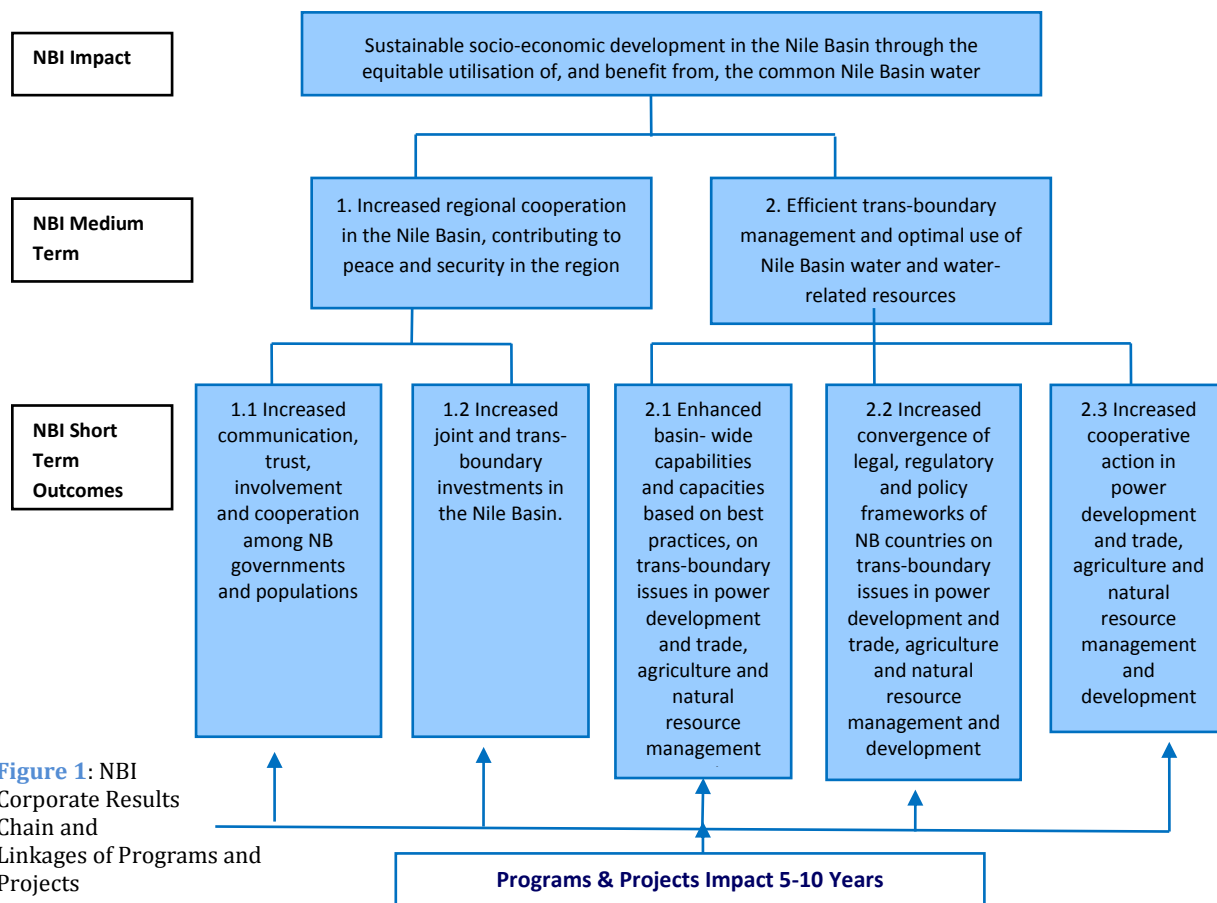 NBI Impact
Sustainable socio-economic development in the Nile Basin through the
equitable utilisation of, and benefit from, the common Nile Basin water
NBI Medium
Term
1. Increased regional cooperation
in the Nile Basin, contributing to
peace and security in the region
2. Efficient trans-boundary
management and optimal use of
Nile Basin water and water-
related resources
NBI Short
Term
Outcomes
1.1 Increased
communication,
trust,
involvement
and cooperation
among NB
governments
and populations
1.2 Increased
joint and trans-
boundary
investments in
the Nile Basin.
2.1 Enhanced
basin- wide
capabilities
and capacities
based on best
practices, on
trans-boundary
issues in power
development
and trade,
agriculture and
natural
resource
management
2.2 Increased
convergence of
legal, regulatory
and policy
frameworks of
NB countries on
trans-boundary
issues in power
development and
trade, agriculture
and natural
resource
management and
development
2.3 Increased
cooperative
action in
power
development
and trade,
agriculture and
natural
resource
management
and
development
Figure 1: NBI
Corporate Results
Chain and
Linkages of Programs and
Projects
Programs & Projects Impact 5-10 Years